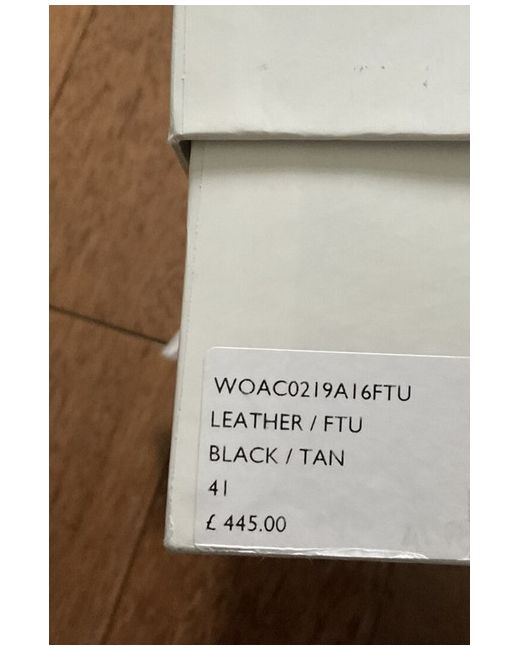 WOAC0219A16FTU
LEATHER / FTU
BLACK / TAN
41
£ 445.00